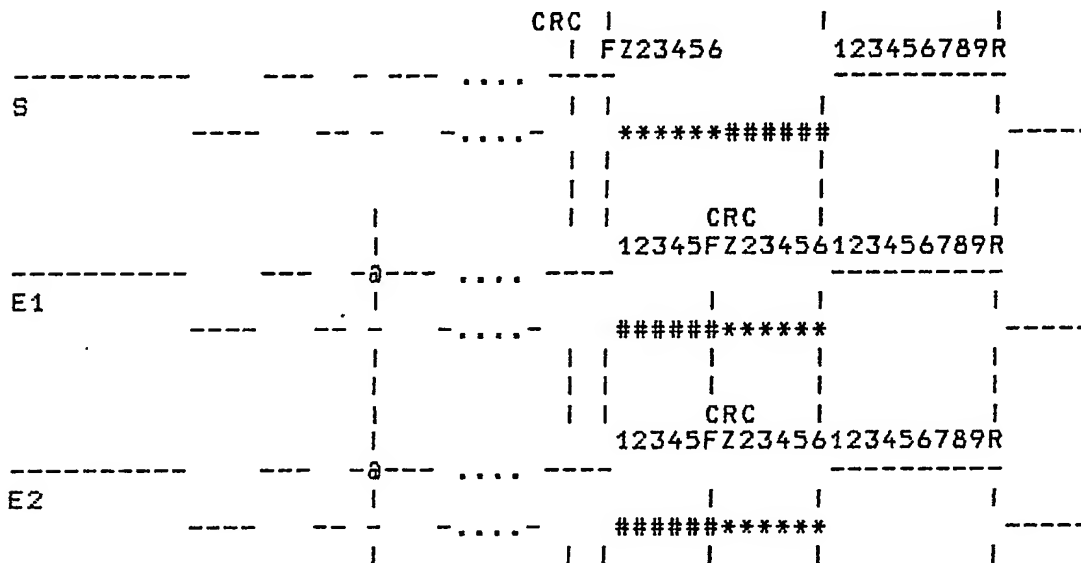 CRC | | |
| FZ23456 123456789R
---------- --- - --- .... ---- ----------
S | | | |
---- -- - -....- | ******###### -----
| | | |
| | | |
| | | CRC | |
| 12345FZ23456123456789R
---------- --- -a--- .... ---- ----------
E1 | | | |
---- -- - -....- ######****** -----
| | | | | |
| | | | | |
| | | CRC | |
| 12345FZ23456123456789R
---------- --- -a--- .... ---- ----------
E2 | | | |
---- -- - -....- ######****** -----
| | | | | |